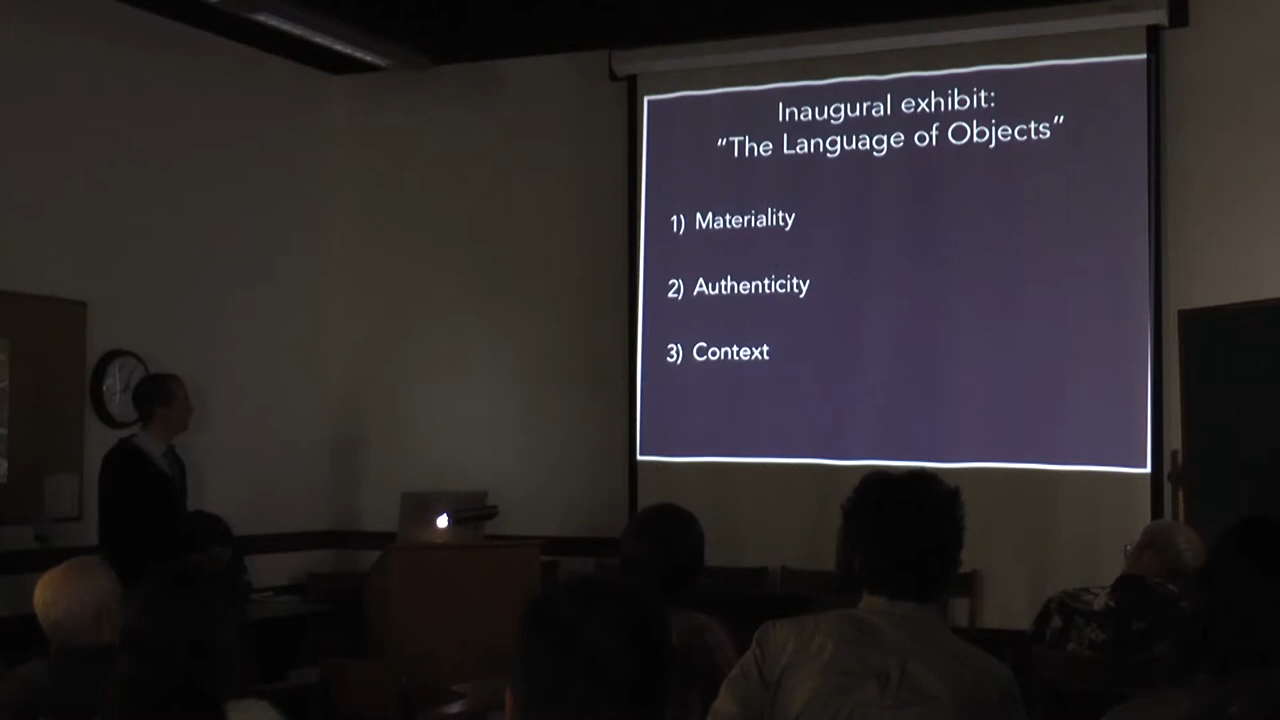 Inaugural exhibit:
“The Language of Objects”
1) Materiality
2) Authenticity
3) Context